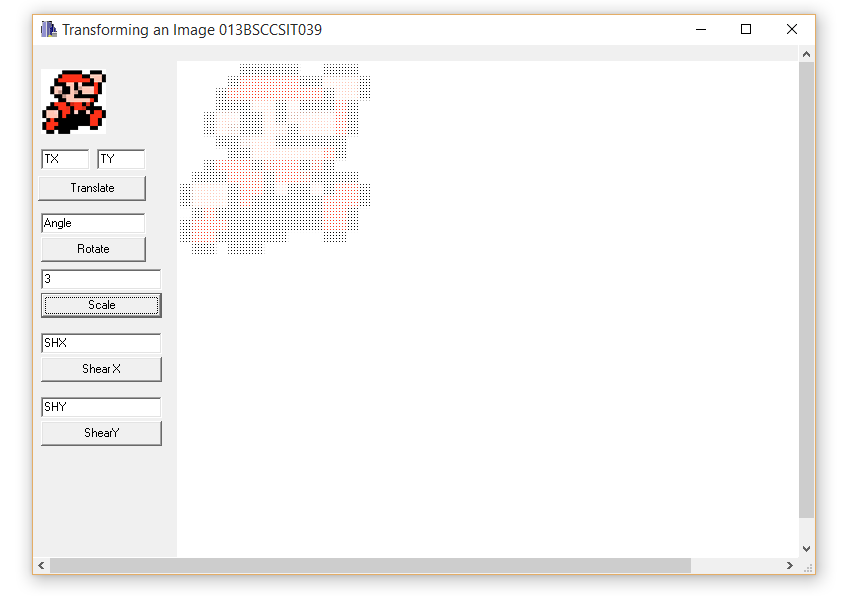 Transforming an Image 013BSCCSIT039
TX TY
Translate
Angle
Rotate
3
Scale
SHX
ShearX
SHY
ShearY